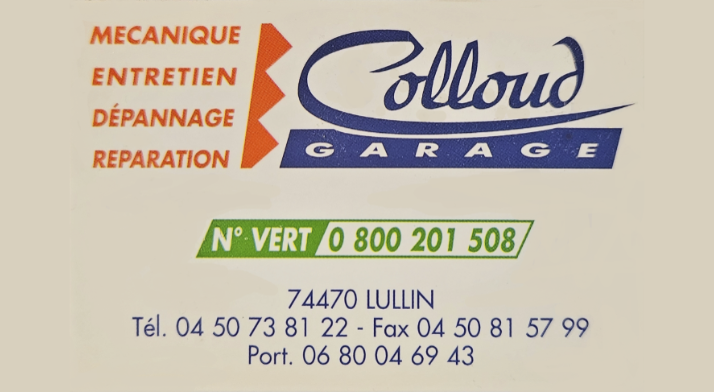 MECANIQUE
ENTRETIEN
DÉPANNAGE
REPARATION
Colloud
GARAGE
N° VERT 0 800 201 508
74470 LULLIN
Tél. 04 50 73 81 22 - Fax 04 50 81 57 99
Port. 06 80 04 69 43